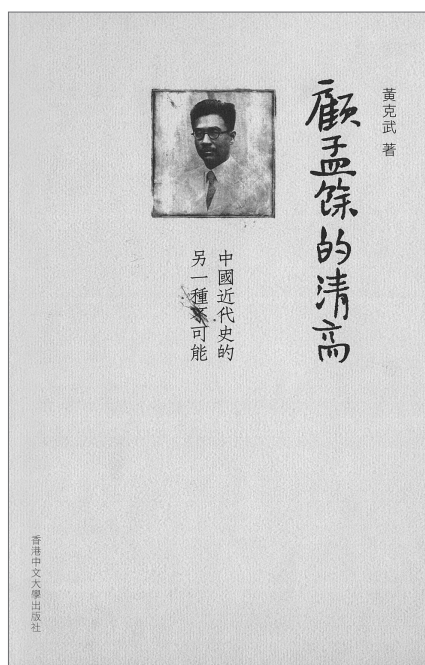 黃克武 著
顧孟餘的清高
中國近代史的
另一種可能
香港中文大學出版社